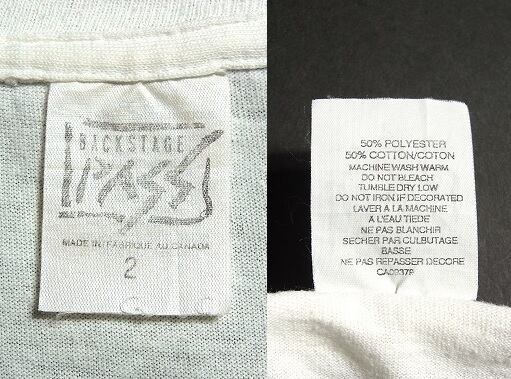 BACKSTAGE
PASS
MADE IN/FABRIQUE AU CANADA
2
50% POLYESTER
50% COTTON/COTON
MACHINE WASH WARM
DO NOT BLEACH
TUMBLE DRY LOW
DO NOT IRON IF DECORATED
LAVER A LA MACHINE
A L'EAU TIEDE
NE PAS BLANCHIR
SECHER PAR CULBUTAGE
BASSE
NE PAS REPASSER DECORE
CA09379